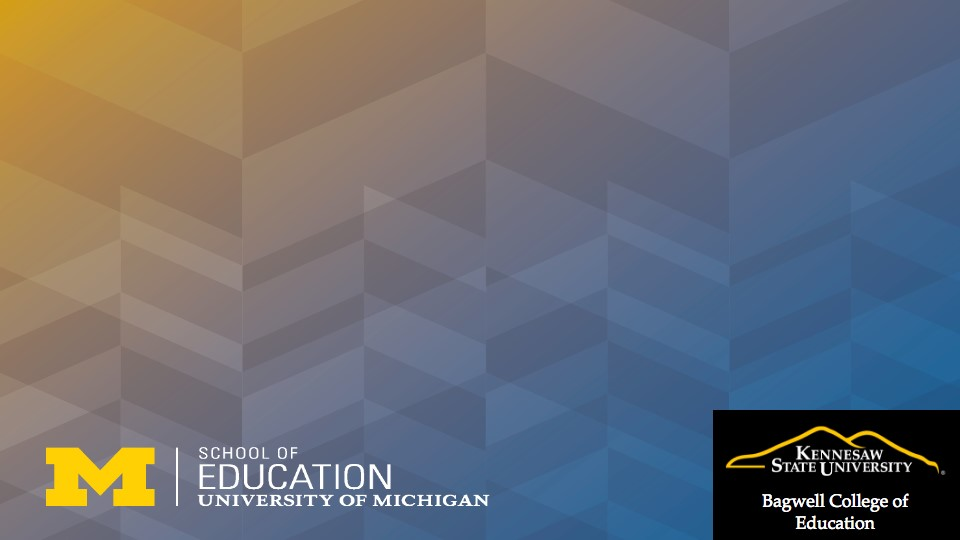 M
SCHOOL OF
EDUCATION
UNIVERSITY OF MICHIGAN
KENNESAW
STATE UNIVERSITY
Bagwell College of
Education